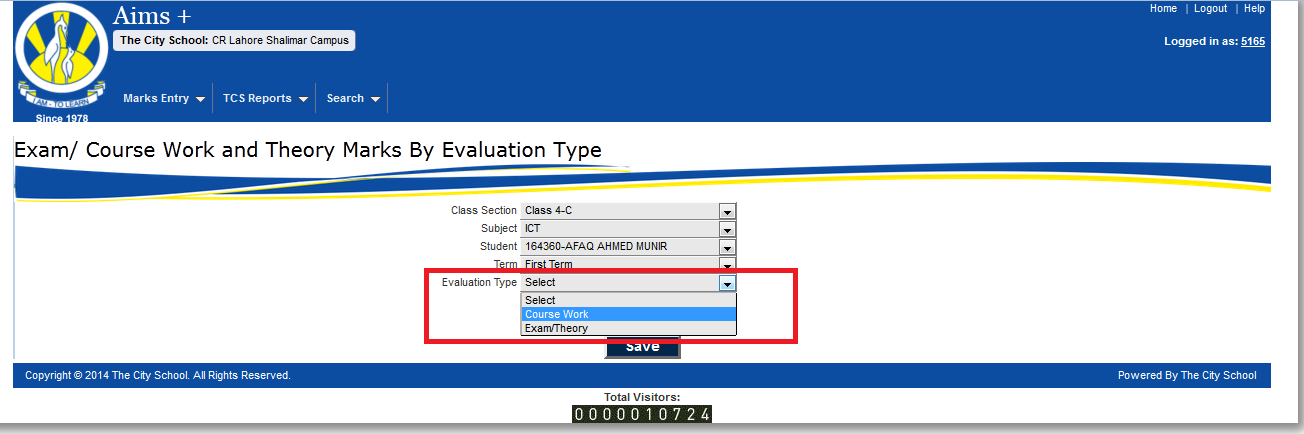 Aims +
Home | Logout | Help
The City School: CR Lahore Shalimar Campus
Logged in as: 5165
I AM - TO LEARN
Since 1978
Marks Entry TCS Reports Search
Exam/ Course Work and Theory Marks By Evaluation Type
Class Section Class 4-C
Subject ICT
Student 164360-AFAQ AHMED MUNIR
Term First Term
Evaluation Type Select
Select
Course Work
Exam/Theory
Save
Copyright © 2014 The City School. All Rights Reserved. Powered By The City School
Total Visitors:
0000010724